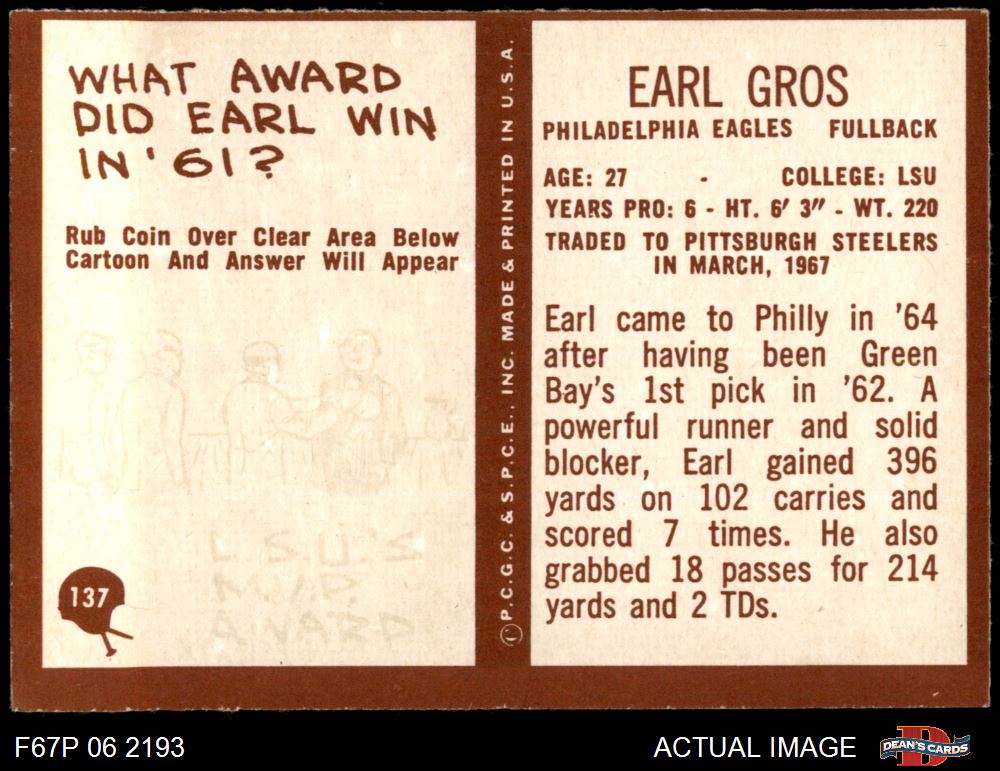 WHAT AWARD
DID EARL WIN
IN '61?
Rub Coin Over Clear Area Below
Cartoon And Answer Will Appear
L.S.U.'S
M.V.P.
AWARD
137
© P.C.G.C. & S.P.C.E., INC. MADE & PRINTED IN U.S.A.
EARL GROS
PHILADELPHIA EAGLES FULLBACK
AGE: 27 - COLLEGE: LSU
YEARS PRO: 6 - HT. 6' 3" - WT. 220
TRADED TO PITTSBURGH STEELERS
IN MARCH, 1967
Earl came to Philly in '64
after having been Green
Bay's 1st pick in '62. A
powerful runner and solid
blocker, Earl gained 396
yards on 102 carries and
scored 7 times. He also
grabbed 18 passes for 214
yards and 2 TDs.
F67P 06 2193
ACTUAL IMAGE
D
DEAN'S CARDS